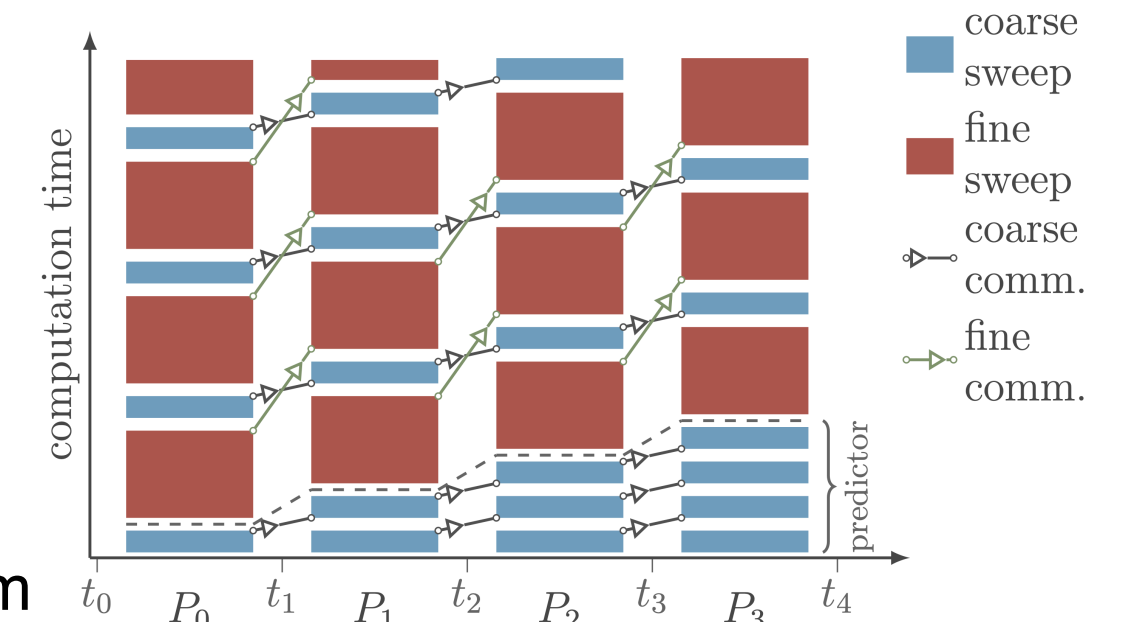 coarse
sweep
fine
sweep
coarse
comm.
fine
comm.
computation time
predictor
m
t0 t1 t2 t3 t4
P0 P1 P2 P3